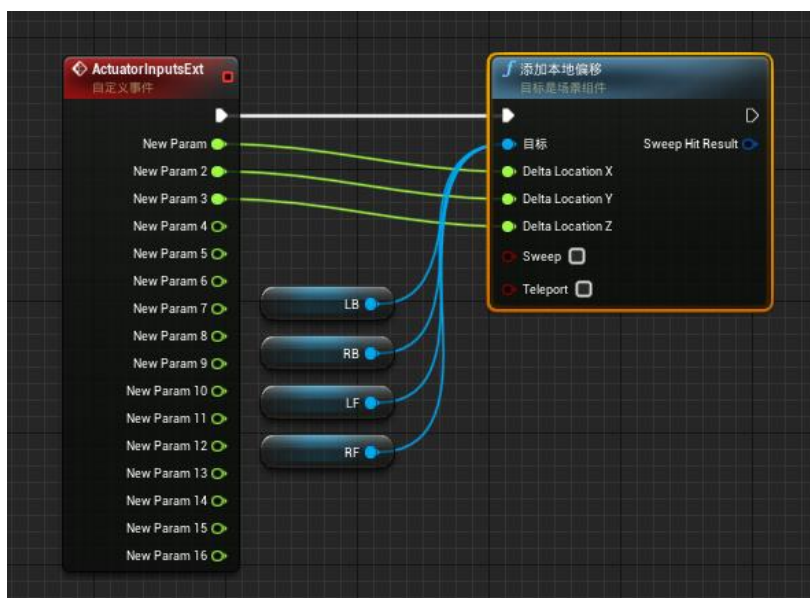 ActuatorInputsExt
自定义事件
New Param
New Param 2
New Param 3
New Param 4
New Param 5
New Param 6
New Param 7
New Param 8
New Param 9
New Param 10
New Param 11
New Param 12
New Param 13
New Param 14
New Param 15
New Param 16
LB
RB
LF
RF
f 添加本地偏移
目标是场景组件
目标 Sweep Hit Result
Delta Location X
Delta Location Y
Delta Location Z
Sweep
Teleport